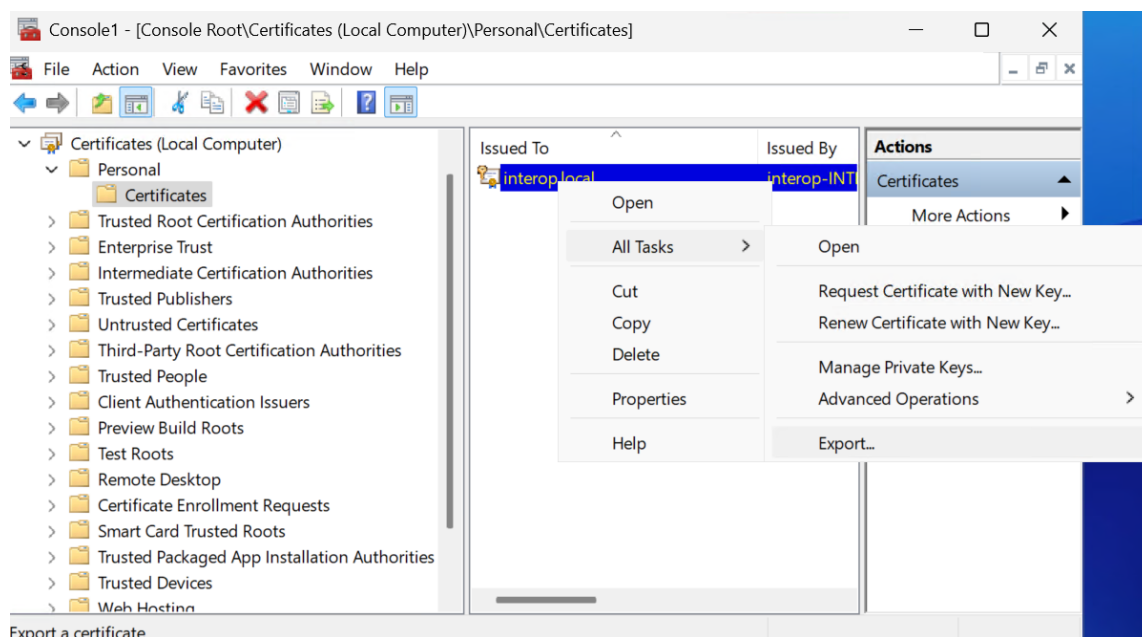 Console1 - [Console Root\Certificates (Local Computer)\Personal\Certificates]
File Action View Favorites Window Help
Certificates (Local Computer)
Personal
Certificates
Trusted Root Certification Authorities
Enterprise Trust
Intermediate Certification Authorities
Trusted Publishers
Untrusted Certificates
Third-Party Root Certification Authorities
Trusted People
Client Authentication Issuers
Preview Build Roots
Test Roots
Remote Desktop
Certificate Enrollment Requests
Smart Card Trusted Roots
Trusted Packaged App Installation Authorities
Trusted Devices
Web Hosting
Issued To Issued By
interop.local interop-INTI
Open
All Tasks
Cut
Copy
Delete
Properties
Help
Open
Request Certificate with New Key...
Renew Certificate with New Key...
Manage Private Keys...
Advanced Operations
Export...
Actions
Certificates
More Actions
Export a certificate